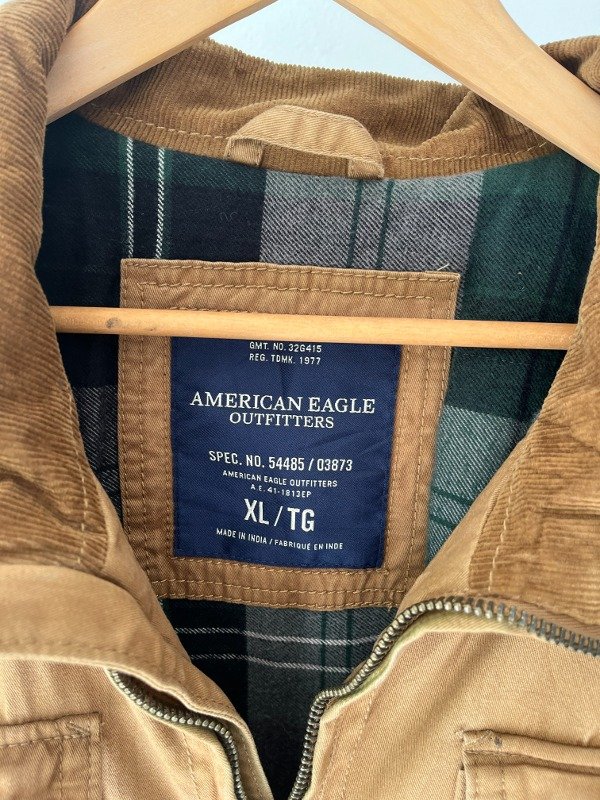 GMT. NO. 32G415
REG. TDMK. 1977
AMERICAN EAGLE
OUTFITTERS
SPEC. NO. 54485 / 03873
AMERICAN EAGLE OUTFITTERS
A.E. 41-1813EP
XL / TG
MADE IN INDIA / FABRIQUÉ EN INDE